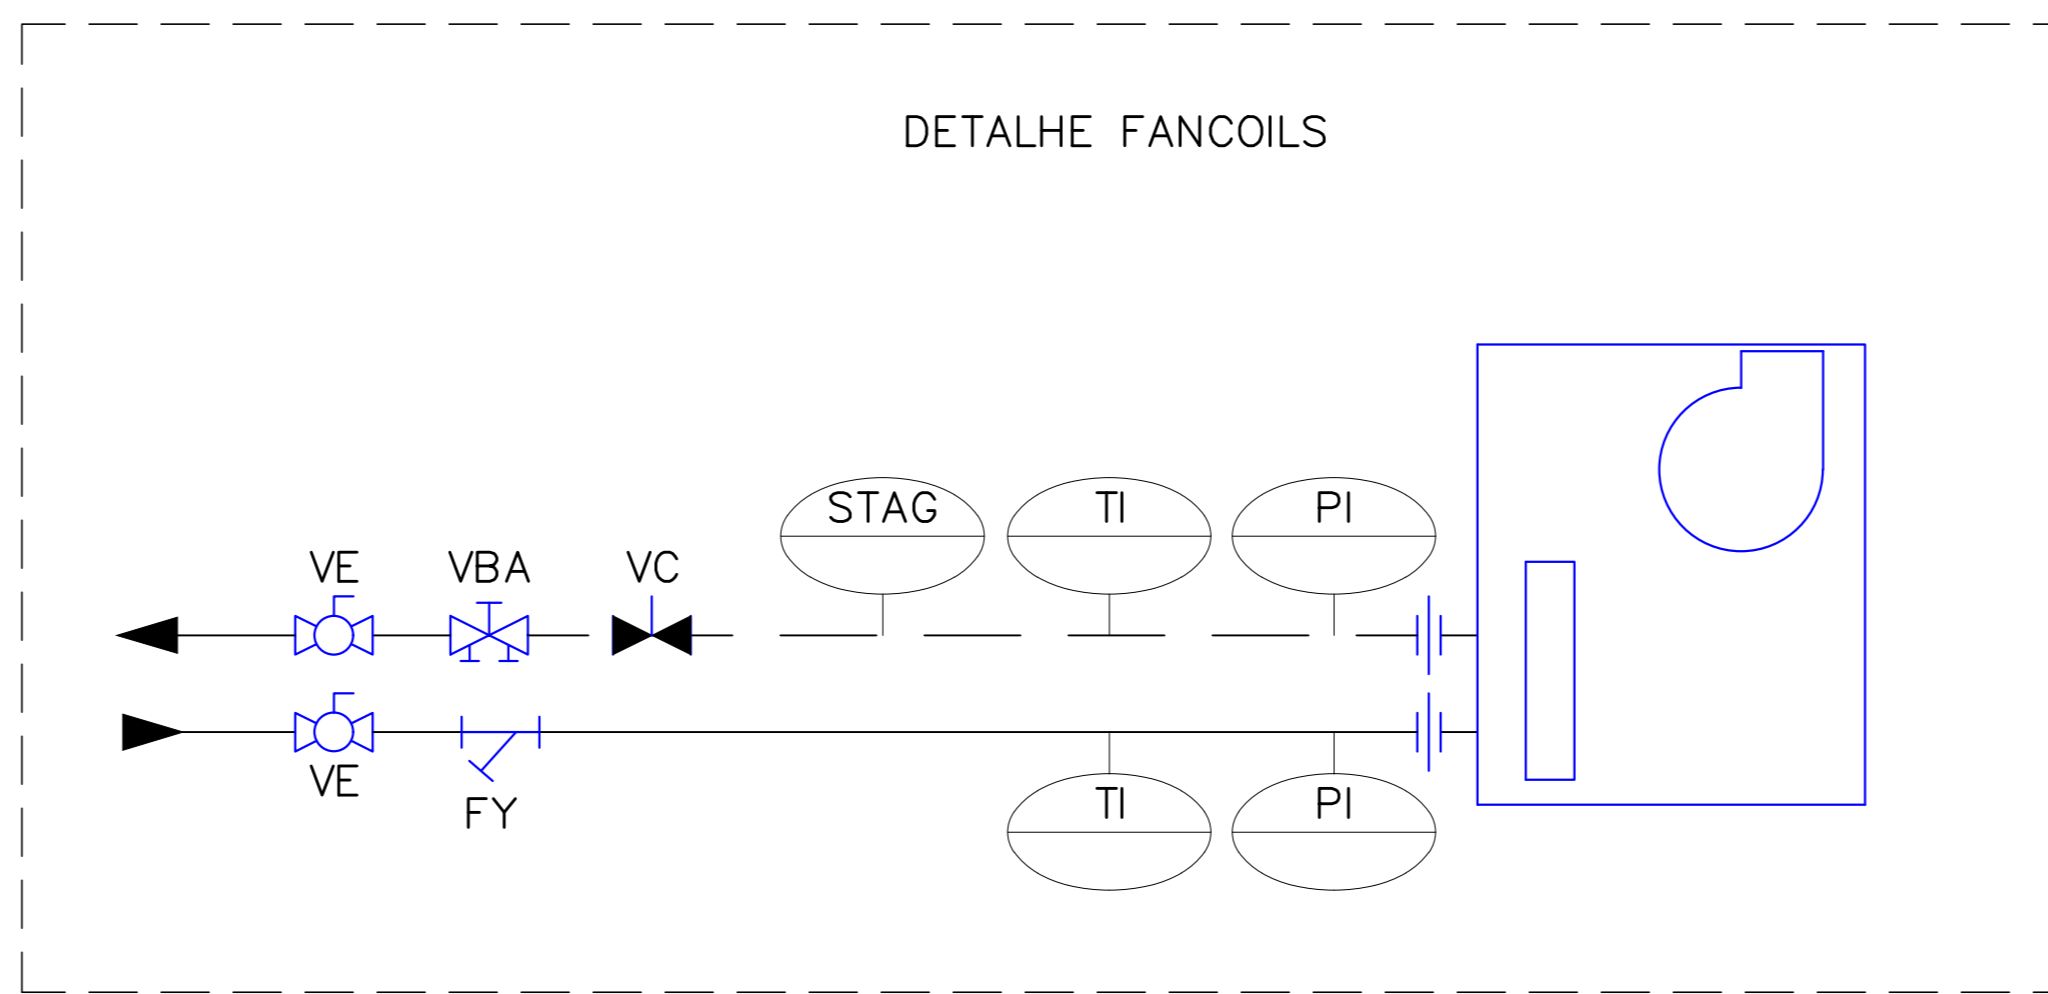 DETALHE FANCOILS
STAG
TI
PI
VE
VBA
VC
VE
FY
TI
PI